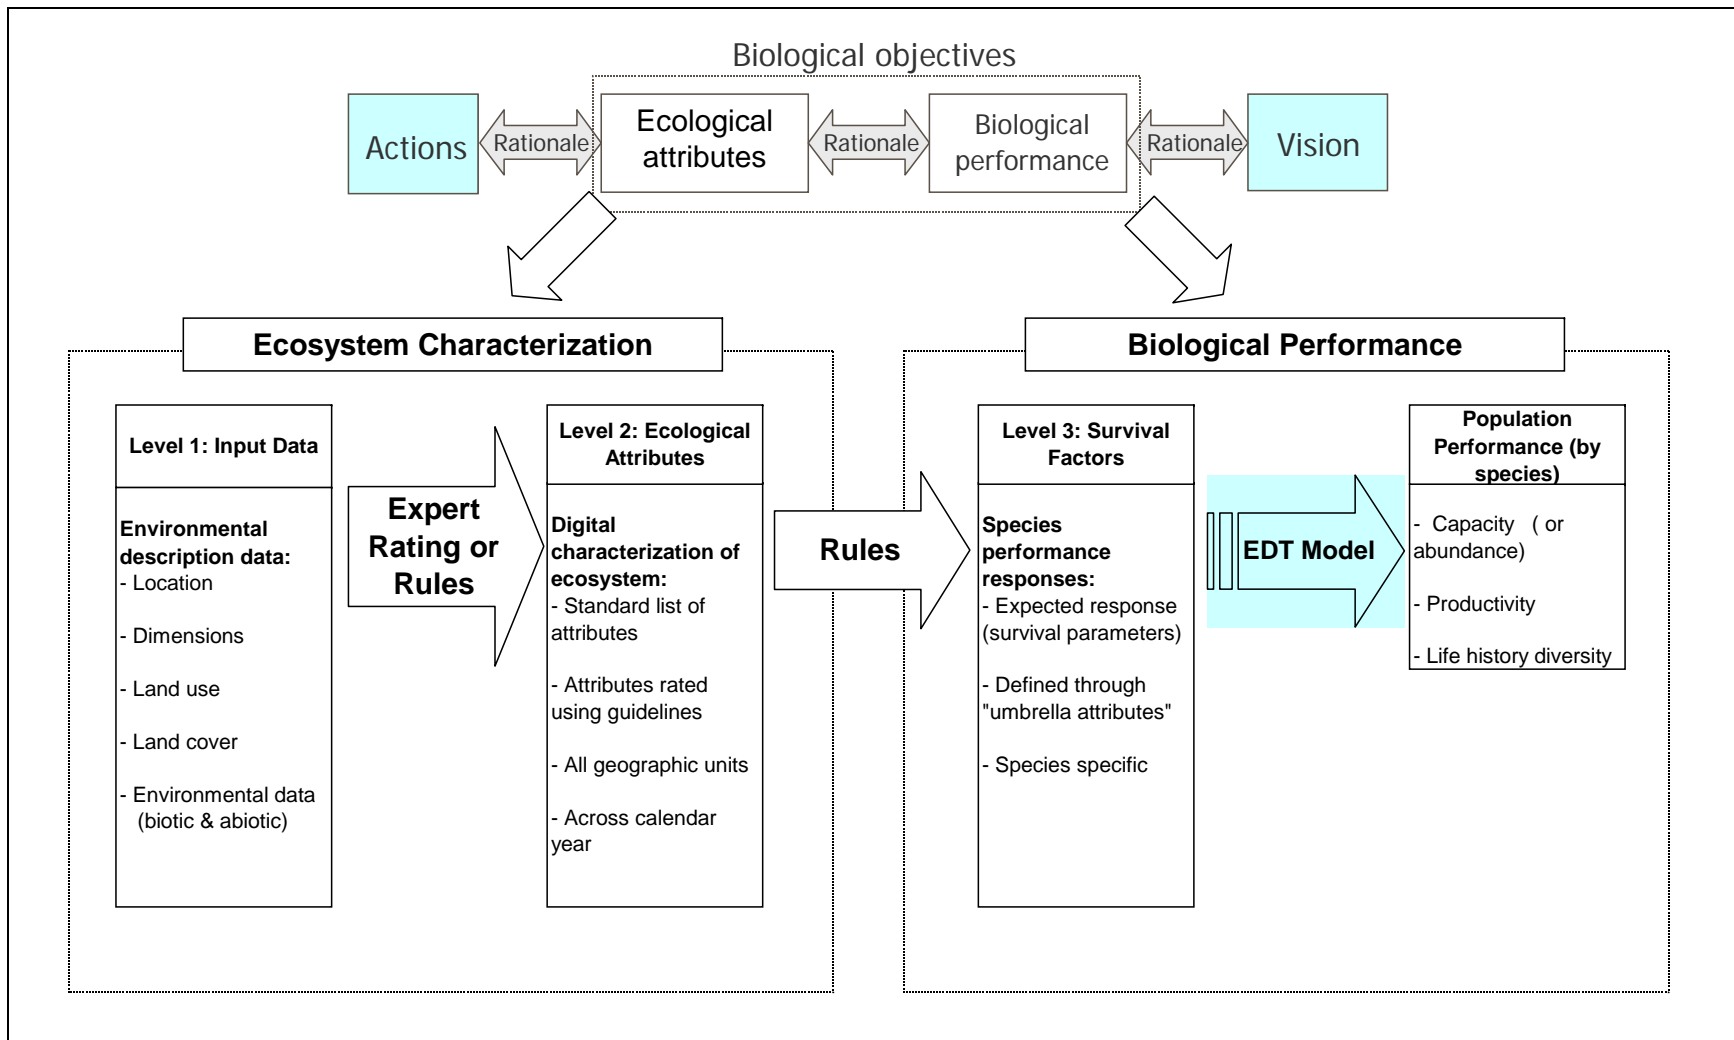 Biological objectives
Actions
Rationale
Ecological
attributes
Rationale
Biological
performance
Rationale
Vision
Ecosystem Characterization
Level 1: Input Data
Environmental
description data:
- Location
- Dimensions
- Land use
- Land cover
- Environmental data
(biotic & abiotic)
Expert
Rating or
Rules
Level 2: Ecological
Attributes
Digital
characterization of
ecosystem:
- Standard list of
attributes
- Attributes rated
using guidelines
- All geographic units
- Across calendar
year
Rules
Biological Performance
Level 3: Survival
Factors
Species
performance
responses:
- Expected response
(survival parameters)
- Defined through
"umbrella attributes"
- Species specific
EDT Model
Population
Performance (by
species)
- Capacity ( or
abundance)
- Productivity
- Life history diversity